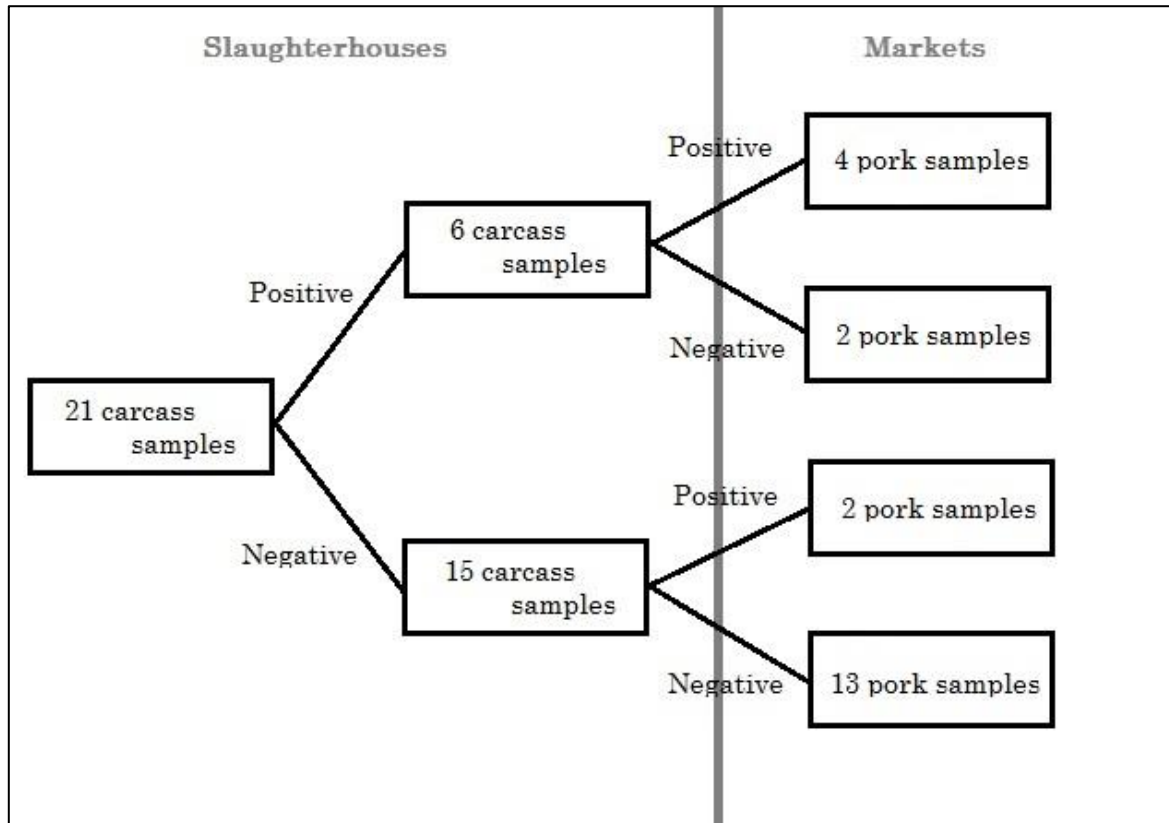 Slaughterhouses
Markets
Positive
4 pork samples
6 carcass
samples
Positive
Negative
2 pork samples
21 carcass
samples
Positive
2 pork samples
Negative
15 carcass
samples
Negative
13 pork samples